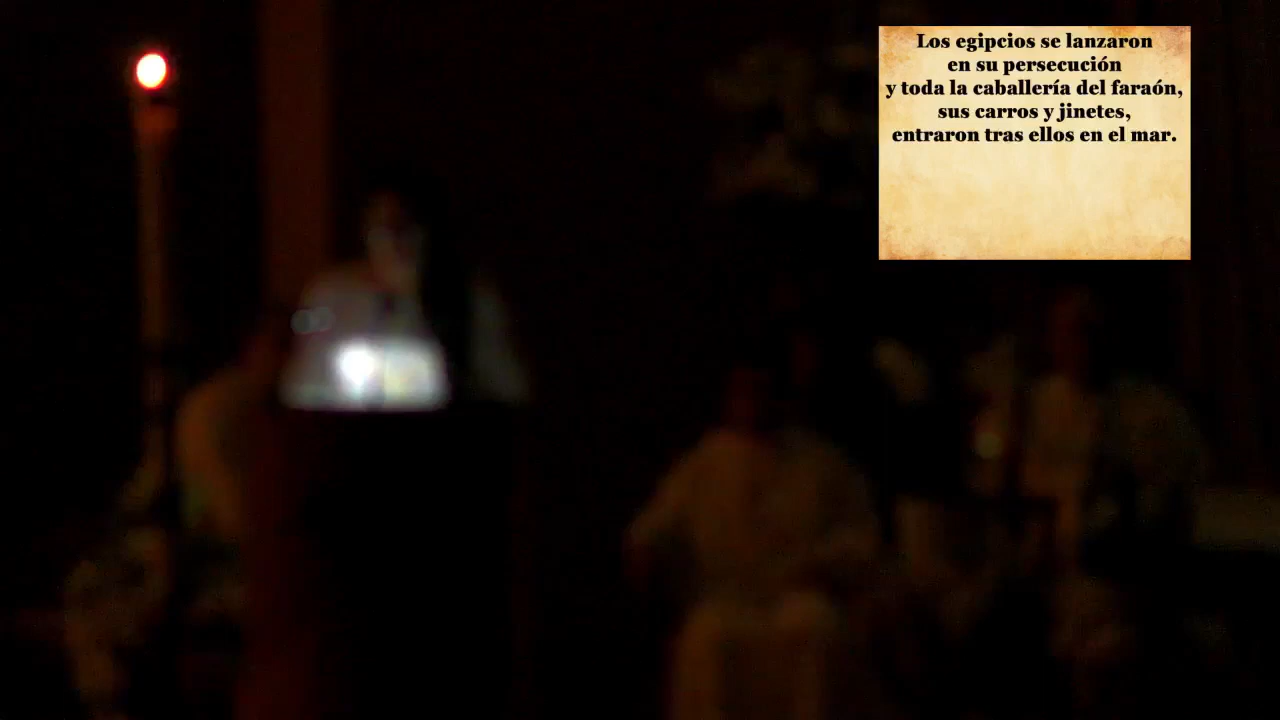 Los egipcios se lanzaron
en su persecución
y toda la caballería del faraón,
sus carros y jinetes,
entraron tras ellos en el mar.